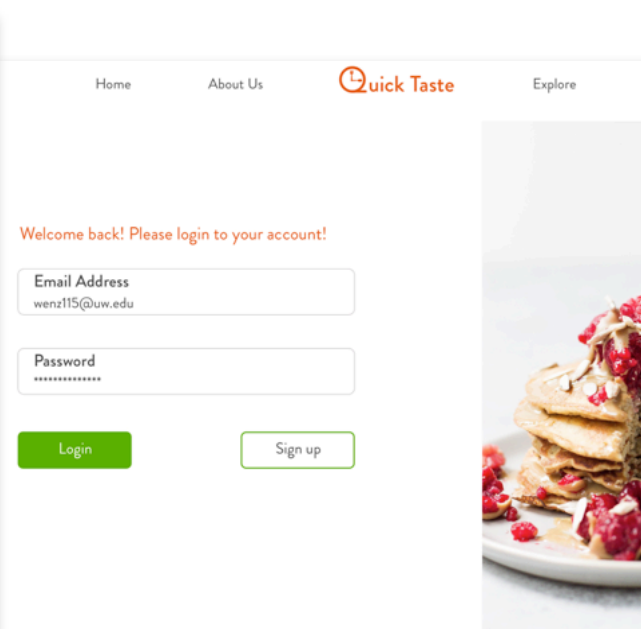 Home About Us Quick Taste Explore
Welcome back! Please login to your account!
Email Address
wenz115@uw.edu
Password
**************
Login Sign up